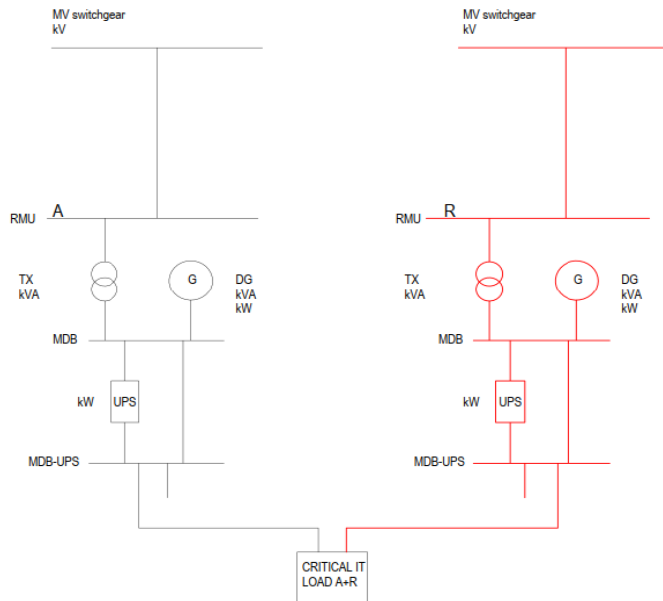 MV switchgear
kV
MV switchgear
kV
RMU
A
RMU
R
TX
kVA
G
DG
kVA
kW
TX
kVA
G
DG
kVA
kW
MDB
MDB
kW
UPS
kW
UPS
MDB-UPS
MDB-UPS
CRITICAL IT
LOAD A+R